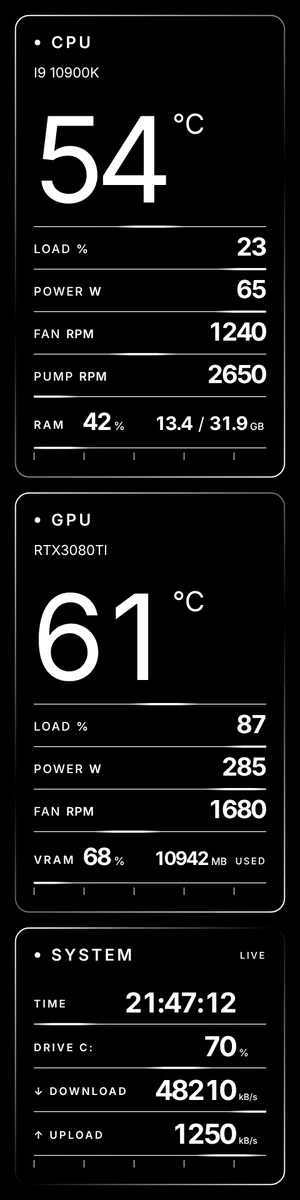 • CPU
I9 10900K
54 °C
LOAD % 23
POWER W 65
FAN RPM 1240
PUMP RPM 2650
RAM 42 % 13.4 / 31.9 GB
• GPU
RTX3080TI
61 °C
LOAD % 87
POWER W 285
FAN RPM 1680
VRAM 68 % 10942 MB USED
• SYSTEM LIVE
TIME 21:47:12
DRIVE C: 70 %
↓ DOWNLOAD 48210 kB/s
↑ UPLOAD 1250 kB/s